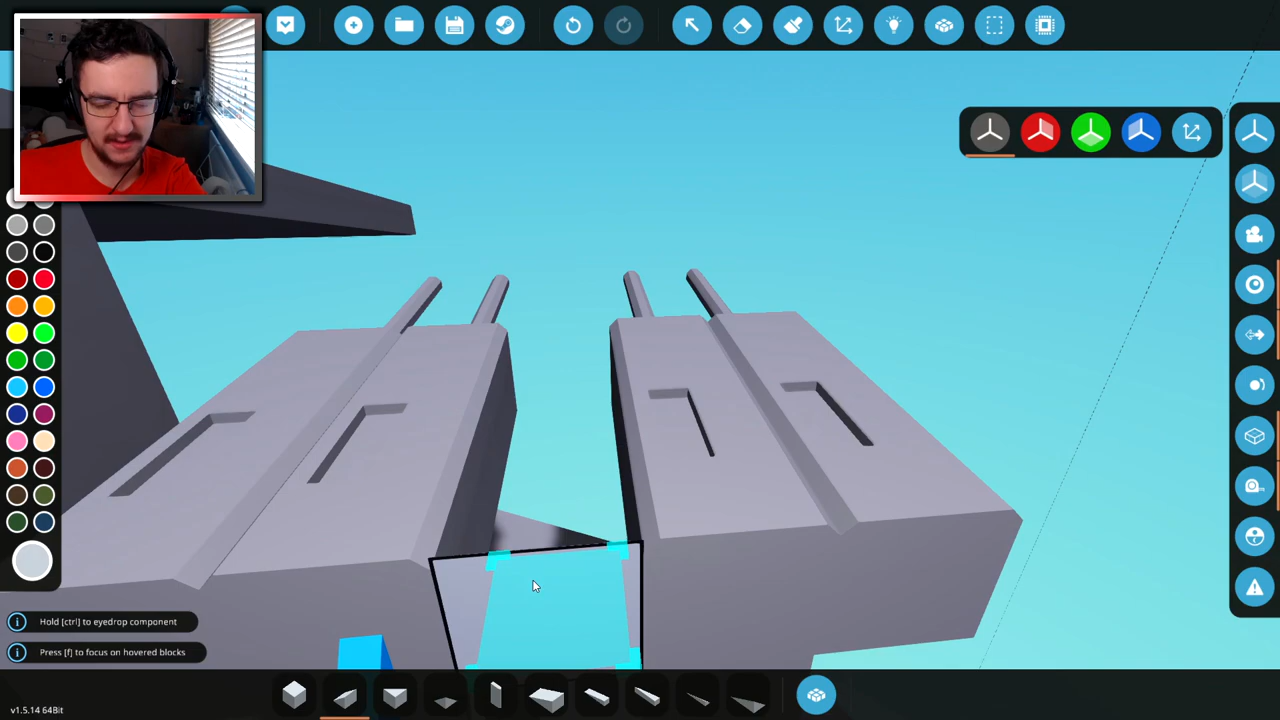 Hold [ctrl] to eyedrop component
Press [f] to focus on hovered blocks
v1.5.14 64Bit